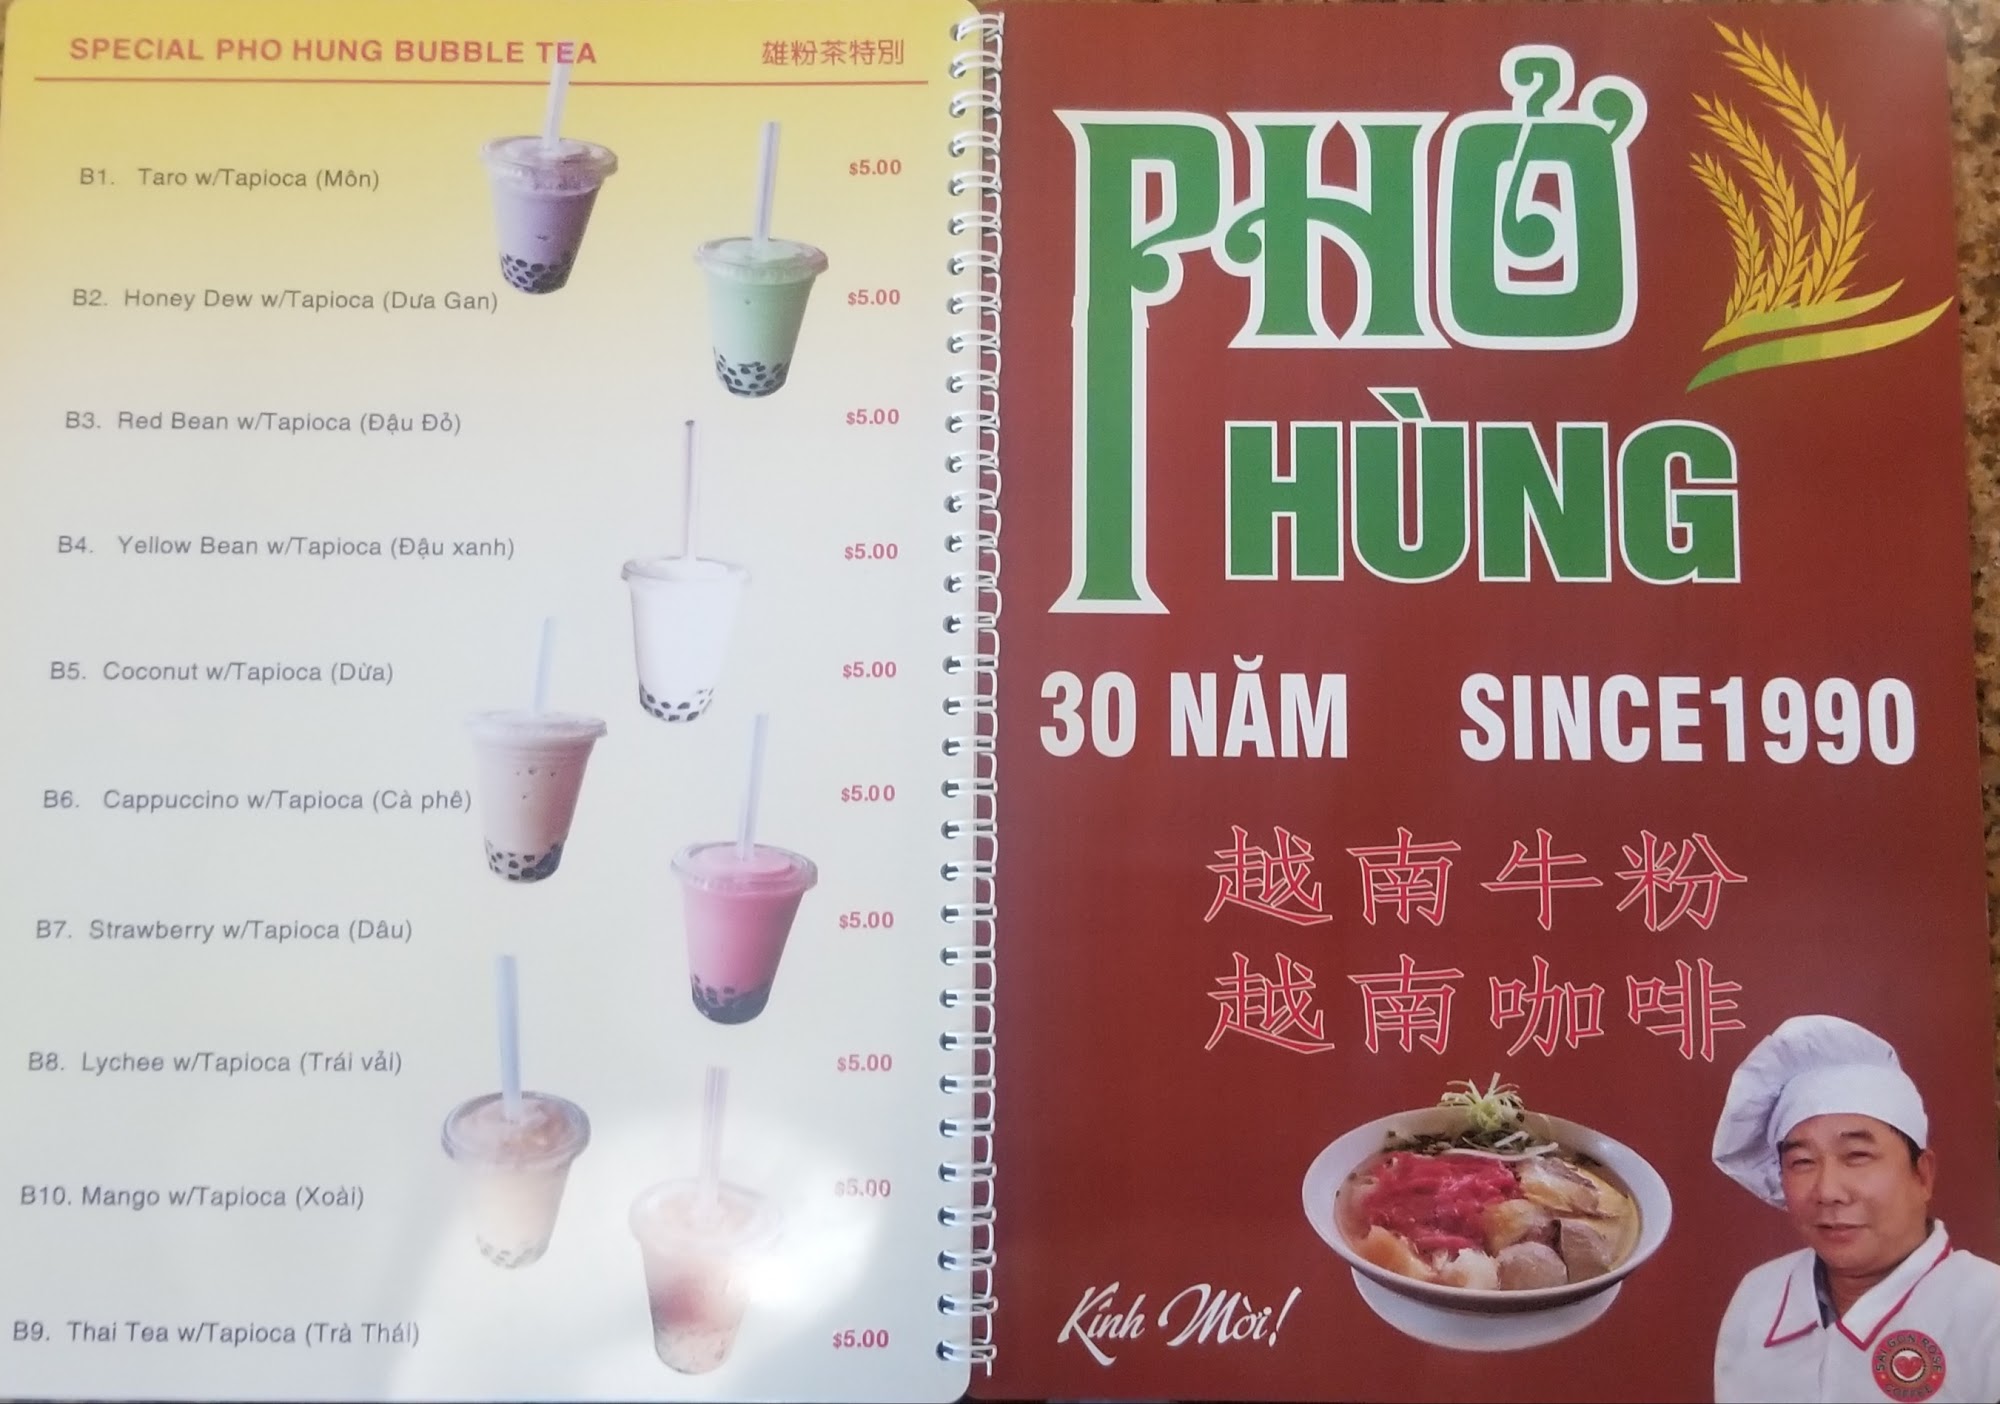 SPECIAL PHO HUNG BUBBLE TEA 雄粉茶特別
B1. Taro w/Tapioca (Môn) $5.00
B2. Honey Dew w/Tapioca (Dưa Gan) $5.00
B3. Red Bean w/Tapioca (Đậu Đỏ) $5.00
B4. Yellow Bean w/Tapioca (Đậu xanh) $5.00
B5. Coconut w/Tapioca (Dừa) $5.00
B6. Cappuccino w/Tapioca (Cà phê) $5.00
B7. Strawberry w/Tapioca (Dâu) $5.00
B8. Lychee w/Tapioca (Trái vải) $5.00
B10. Mango w/Tapioca (Xoài) $5.00
B9. Thai Tea w/Tapioca (Trà Thái) $5.00
PHỞ
HÙNG
30 NĂM SINCE1990
越南牛粉
越南咖啡
Kính Mời!
SAIGON ROSE
COFFEE